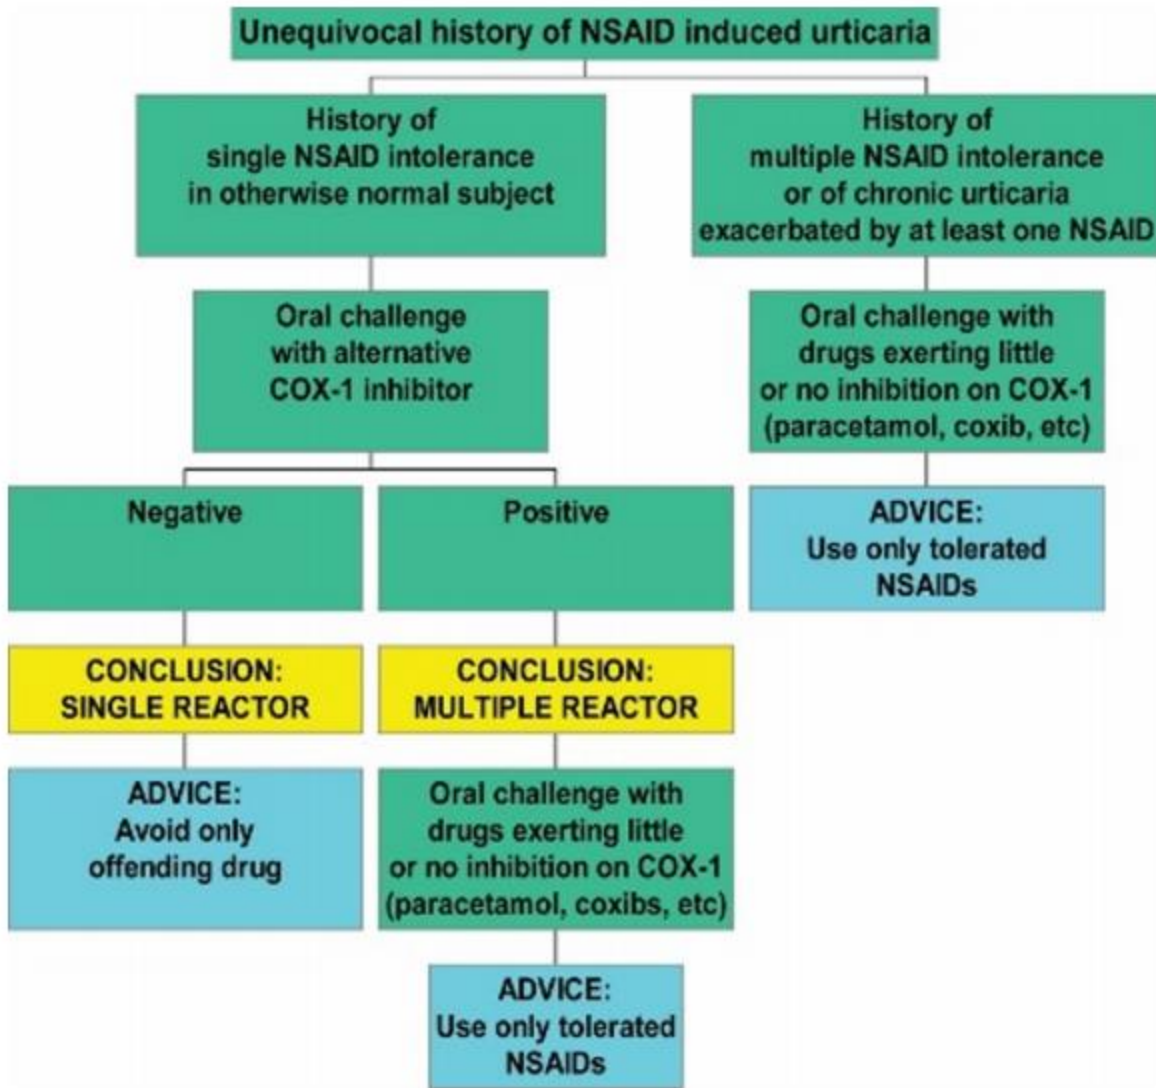 Unequivocal history of NSAID induced urticaria
History of
single NSAID intolerance
in otherwise normal subject
History of
multiple NSAID intolerance
or of chronic urticaria
exacerbated by at least one NSAID
Oral challenge
with alternative
COX-1 inhibitor
Oral challenge with
drugs exerting little
or no inhibition on COX-1
(paracetamol, coxib, etc)
Negative
Positive
ADVICE:
Use only tolerated
NSAIDs
CONCLUSION:
SINGLE REACTOR
CONCLUSION:
MULTIPLE REACTOR
ADVICE:
Avoid only
offending drug
Oral challenge with
drugs exerting little
or no inhibition on COX-1
(paracetamol, coxibs, etc)
ADVICE:
Use only tolerated
NSAIDs